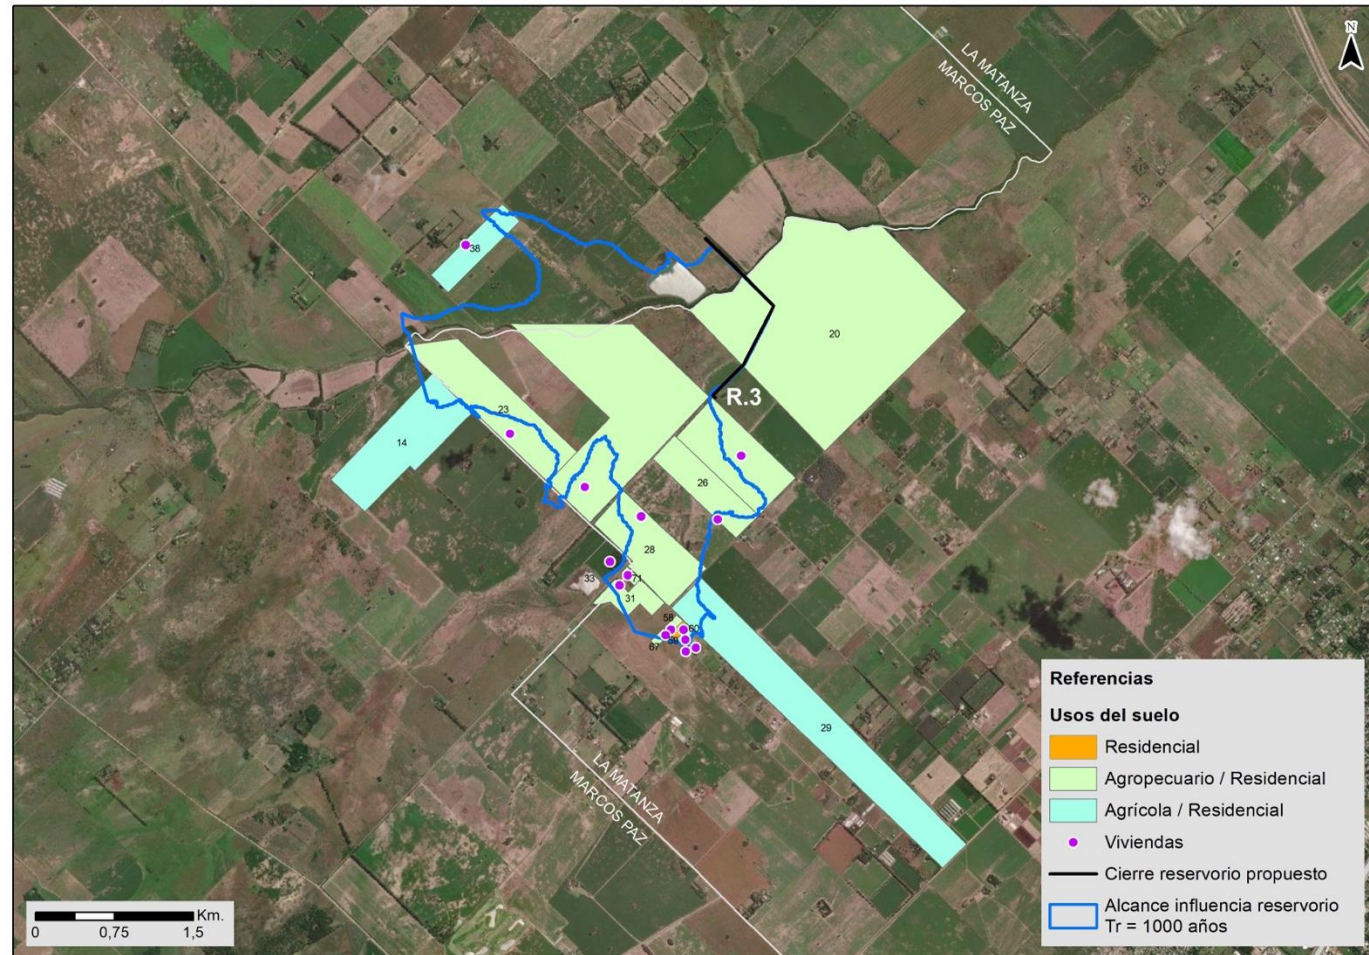 N
LA MATANZA
MARCOS PAZ
38
20
R.3
23
14
26
28
33
71
31
58
60
59
67
29
LA MATANZA
MARCOS PAZ
Referencias
Usos del suelo
Residencial
Agropecuario / Residencial
Agrícola / Residencial
Viviendas
Cierre reservorio propuesto
Alcance influencia reservorio
Tr = 1000 años
Km.
0 0,75 1,5